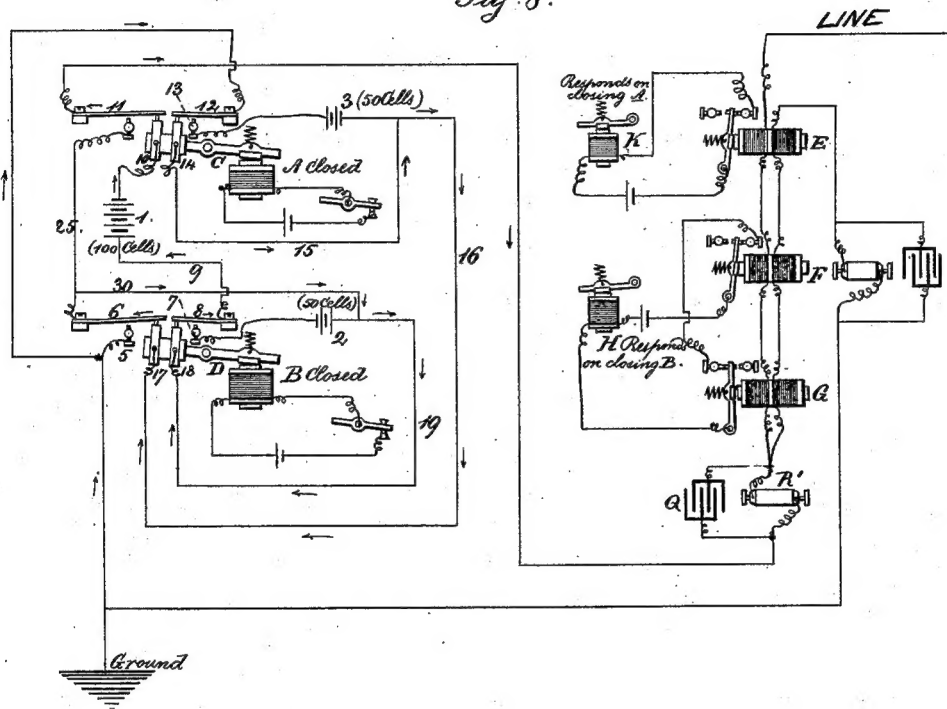 Fig. 8.
LINE
11
13
12
3 (50 Cells)
Responds on
closing A.
K
E
10
14
C
A Closed
1.
(100 Cells)
25.
15
16
9
30
7
(50 Cells)
6
8
2
F
5
17
18
D
B Closed
H Responds
on closing B.
G
19
Q
R'
Ground